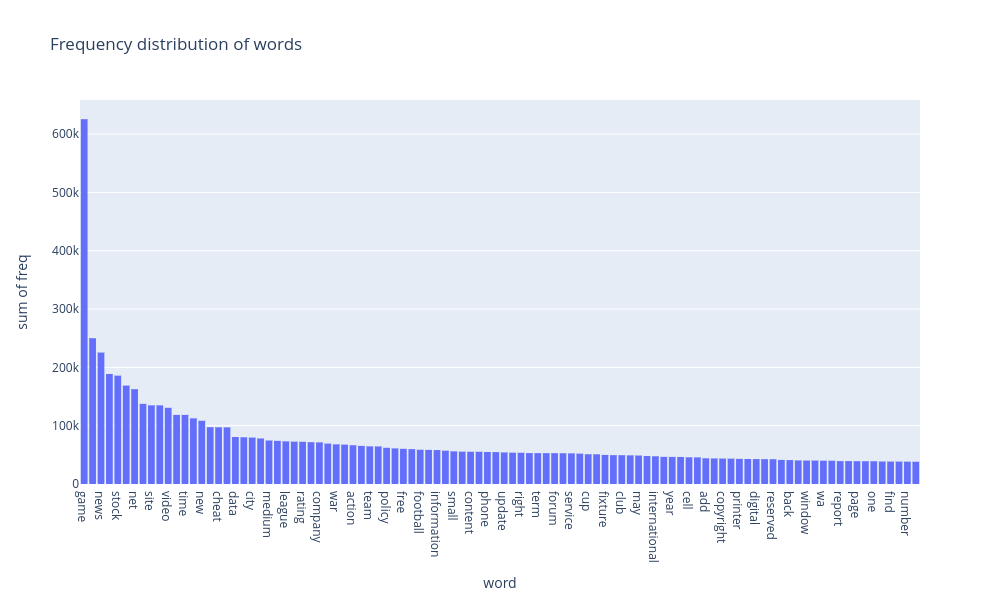 Frequency distribution of words
600k
500k
400k
300k
200k
100k
0
sum of freq
game
news
stock
net
site
video
time
new
cheat
data
city
medium
league
rating
company
war
action
team
policy
free
football
information
small
content
phone
update
right
term
forum
service
cup
fixture
club
may
international
year
cell
add
copyright
printer
digital
reserved
back
window
wa
report
page
one
find
number
word